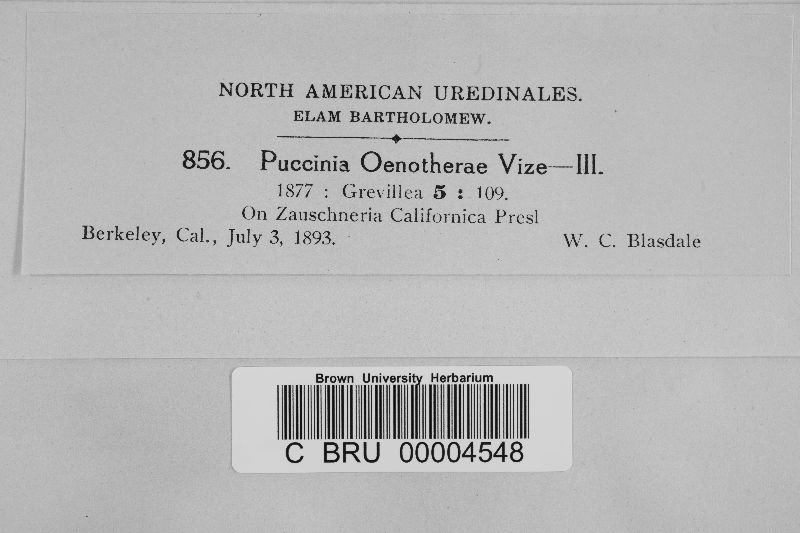 NORTH AMERICAN UREDINALES.
ELAM BARTHOLOMEW.
856. Puccinia Oenotherae Vize—III.
1877 : Grevillea 5 : 109.
On Zauschneria Californica Presl
Berkeley, Cal., July 3, 1893. W. C. Blasdale
Brown University Herbarium
C BRU 00004548